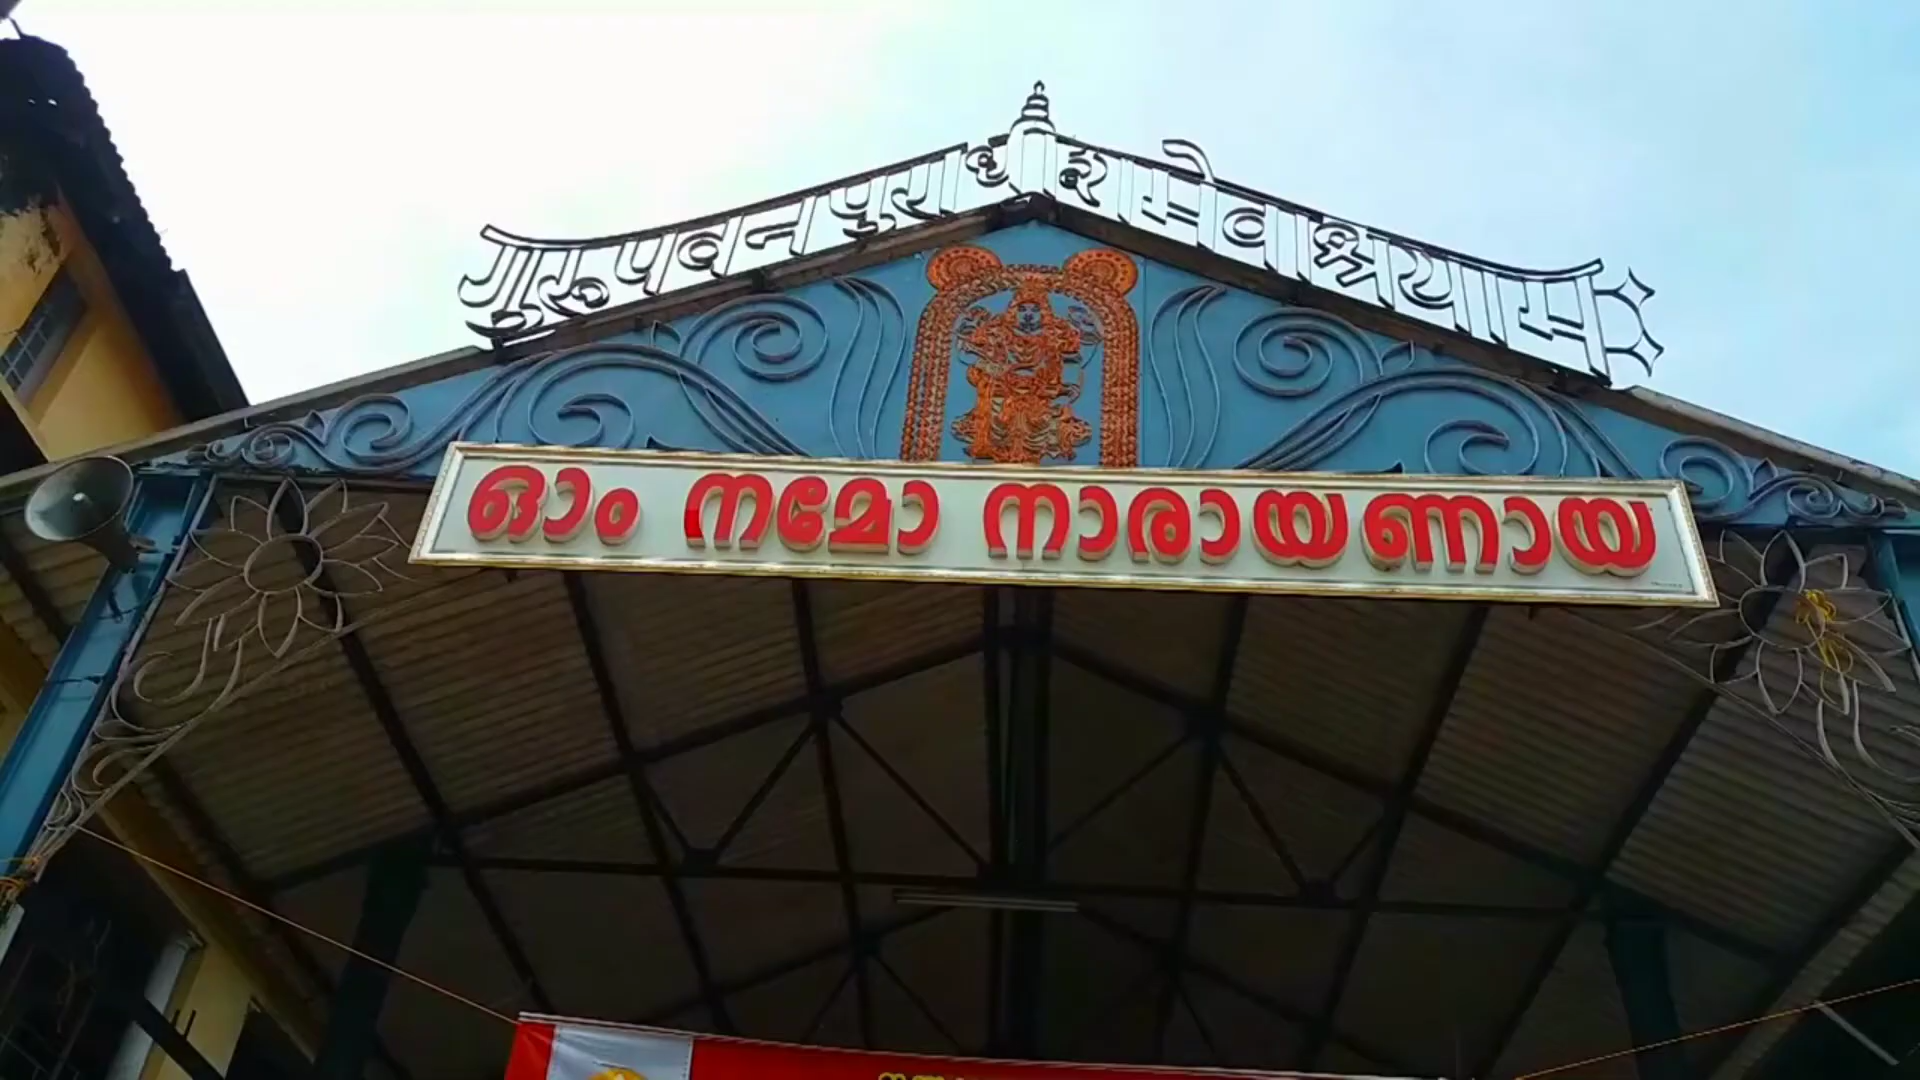 गुरुपवनपुराधीशमेवाश्रयामः
ഓം നമോ നാരായണായ